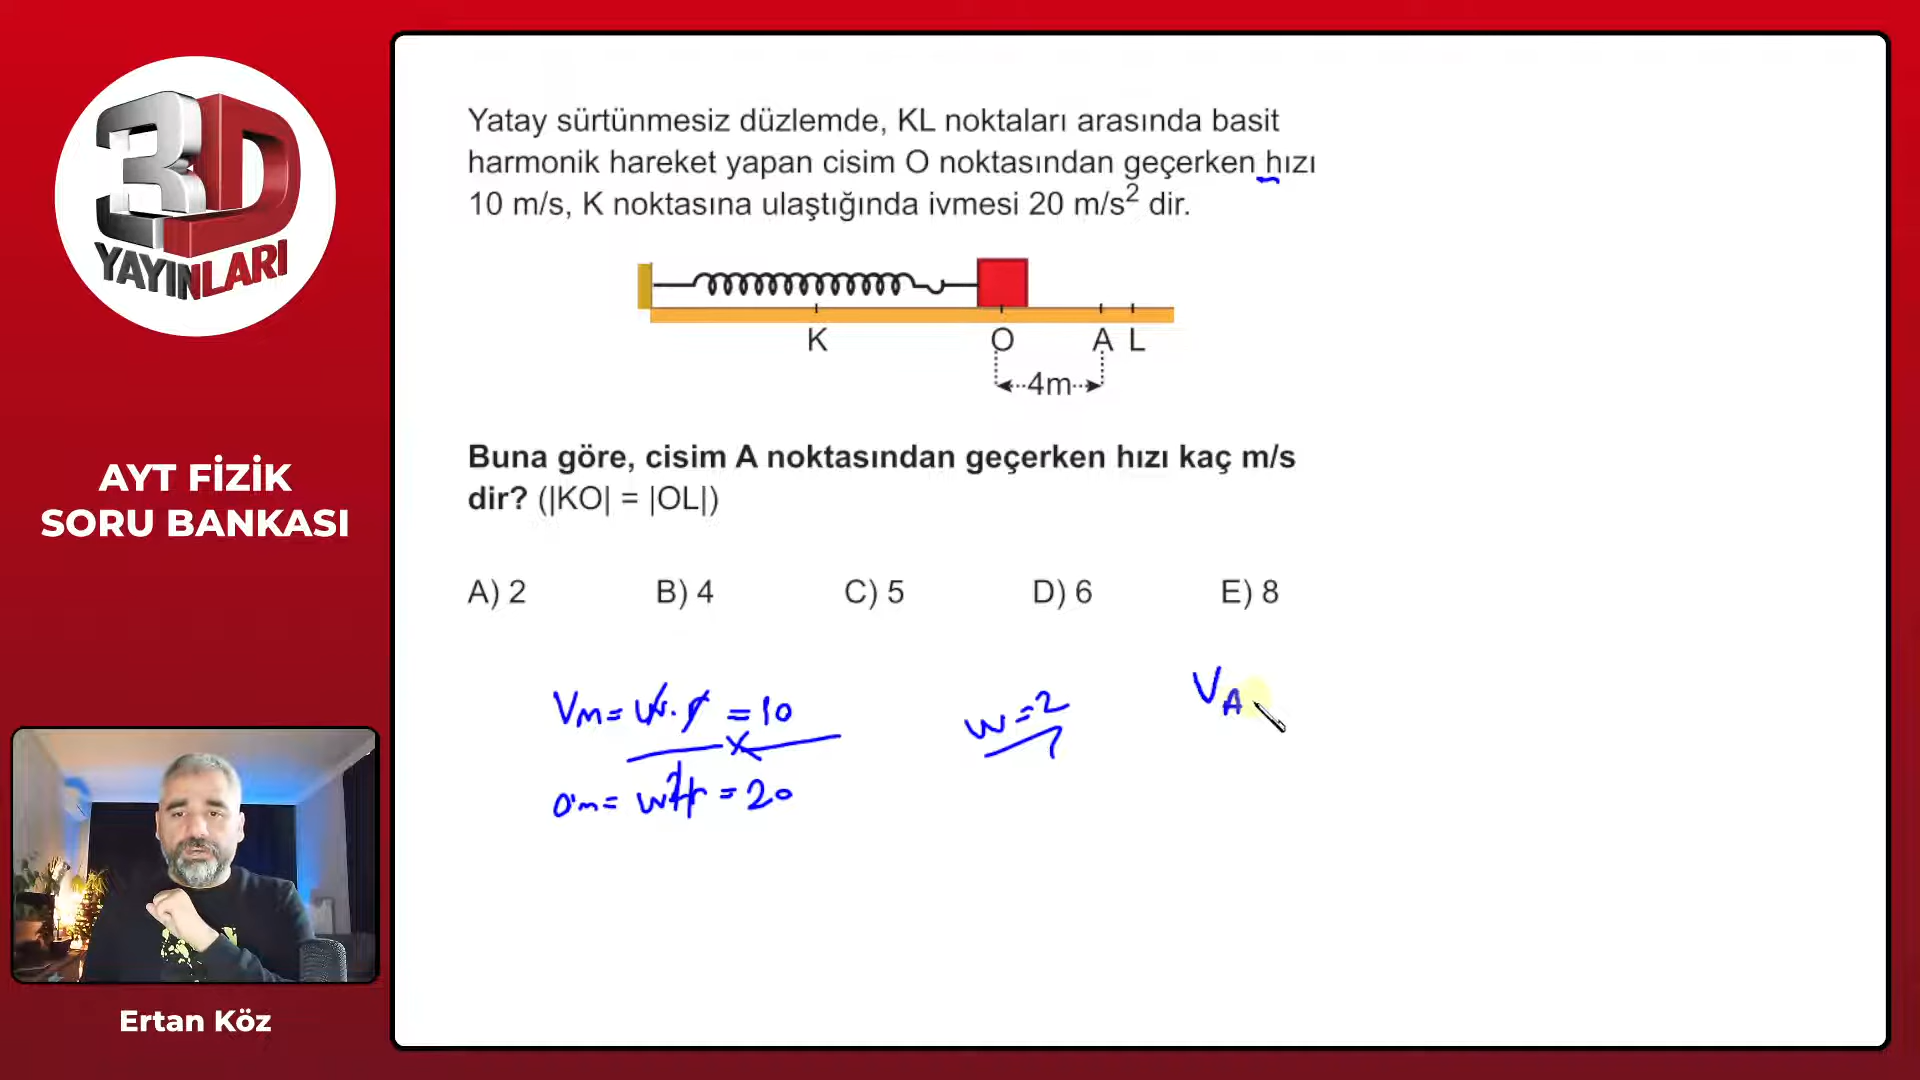 3D
YAYINLARI
AYT FİZİK
SORU BANKASI
Ertan Köz
Yatay sürtünmesiz düzlemde, KL noktaları arasında basit
harmonik hareket yapan cisim O noktasından geçerken hızı
10 m/s, K noktasına ulaştığında ivmesi 20 m/s² dir.
K O A L
4m
Buna göre, cisim A noktasından geçerken hızı kaç m/s
dir? (|KO| = |OL|)
A) 2 B) 4 C) 5 D) 6 E) 8
Vm = w.r = 10
am = w²r = 20
w = 2
VA